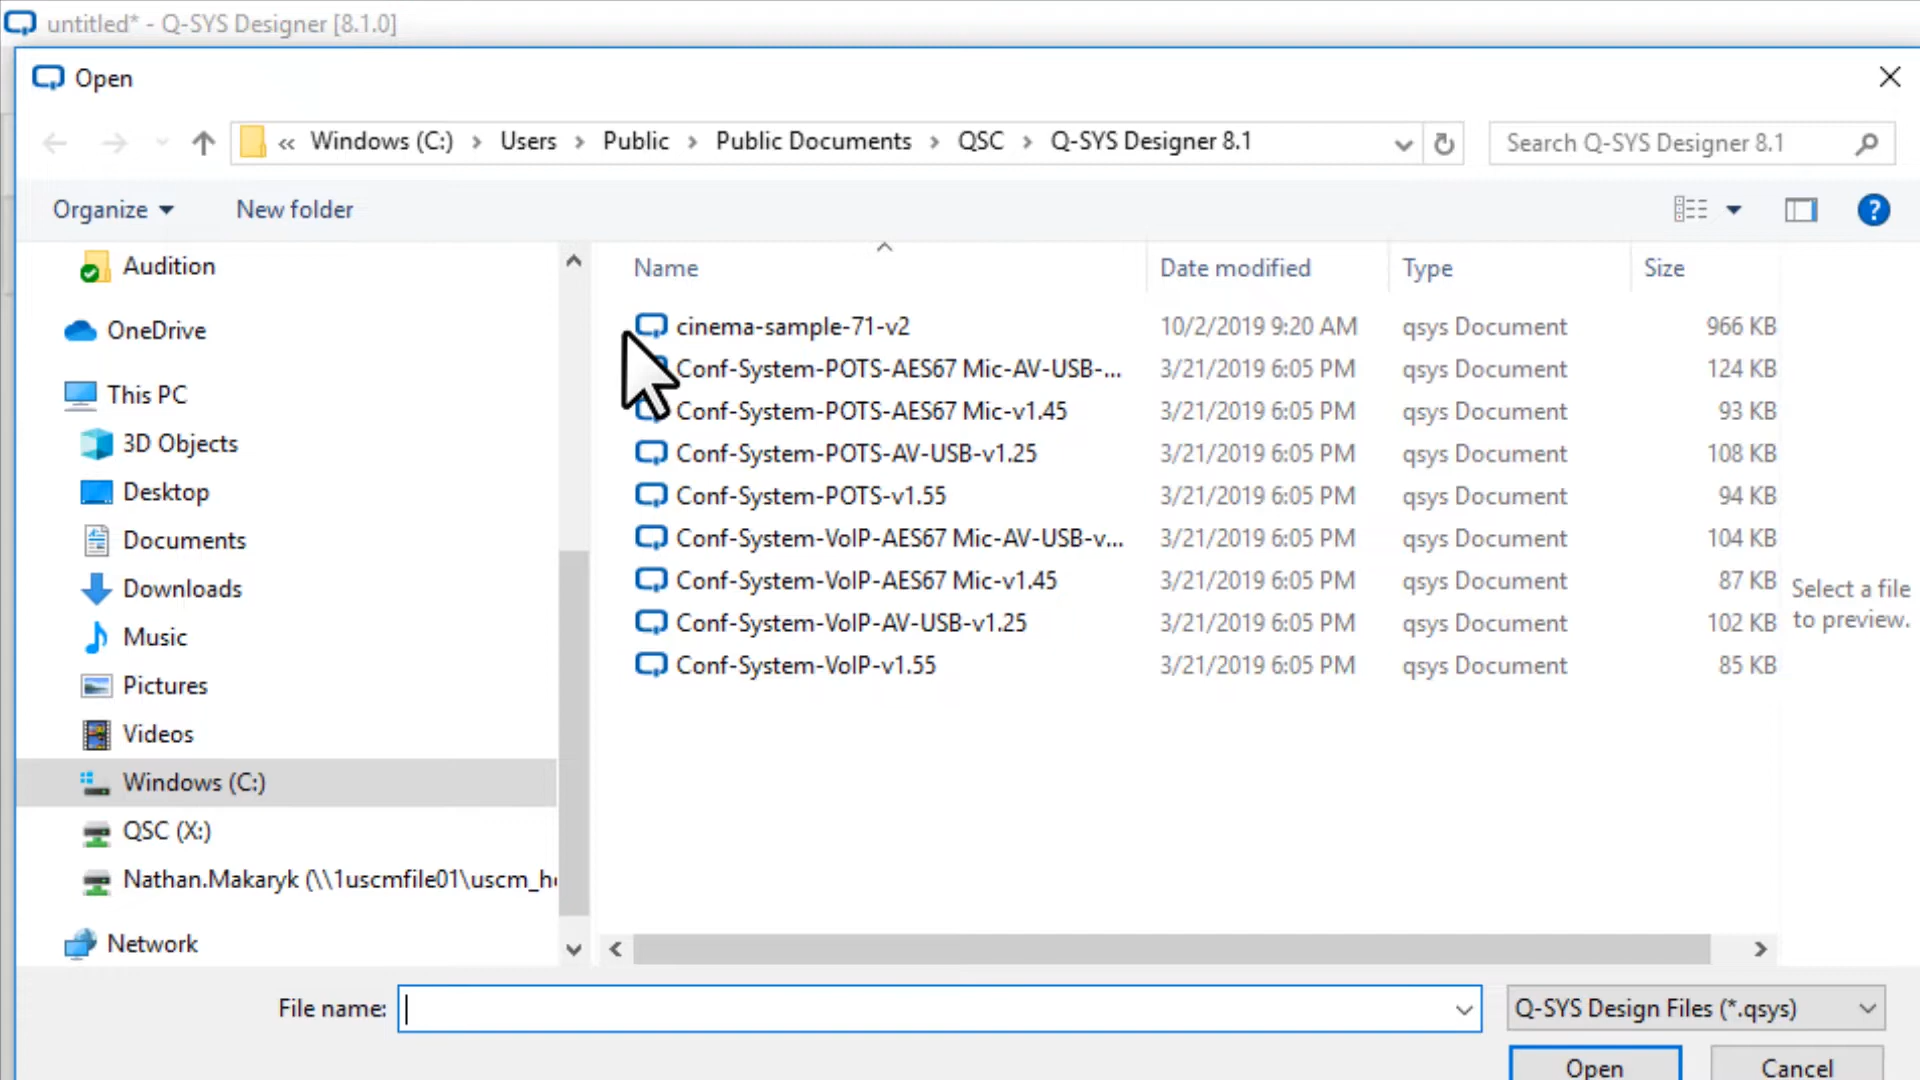 untitled* - Q-SYS Designer [8.1.0]
Open
« Windows (C:) › Users › Public › Public Documents › QSC › Q-SYS Designer 8.1
Search Q-SYS Designer 8.1
Organize
New folder
?
Audition
OneDrive
This PC
3D Objects
Desktop
Documents
Downloads
Music
Pictures
Videos
Windows (C:)
QSC (X:)
Nathan.Makaryk (\\1uscmfile01\uscm_h
Network
Name Date modified Type Size
cinema-sample-71-v2 10/2/2019 9:20 AM qsys Document 966 KB
Conf-System-POTS-AES67 Mic-AV-USB-... 3/21/2019 6:05 PM qsys Document 124 KB
Conf-System-POTS-AES67 Mic-v1.45 3/21/2019 6:05 PM qsys Document 93 KB
Conf-System-POTS-AV-USB-v1.25 3/21/2019 6:05 PM qsys Document 108 KB
Conf-System-POTS-v1.55 3/21/2019 6:05 PM qsys Document 94 KB
Conf-System-VoIP-AES67 Mic-AV-USB-v... 3/21/2019 6:05 PM qsys Document 104 KB
Conf-System-VoIP-AES67 Mic-v1.45 3/21/2019 6:05 PM qsys Document 87 KB
Conf-System-VoIP-AV-USB-v1.25 3/21/2019 6:05 PM qsys Document 102 KB
Conf-System-VoIP-v1.55 3/21/2019 6:05 PM qsys Document 85 KB
Select a file
to preview.
File name:
Q-SYS Design Files (*.qsys)
Open
Cancel